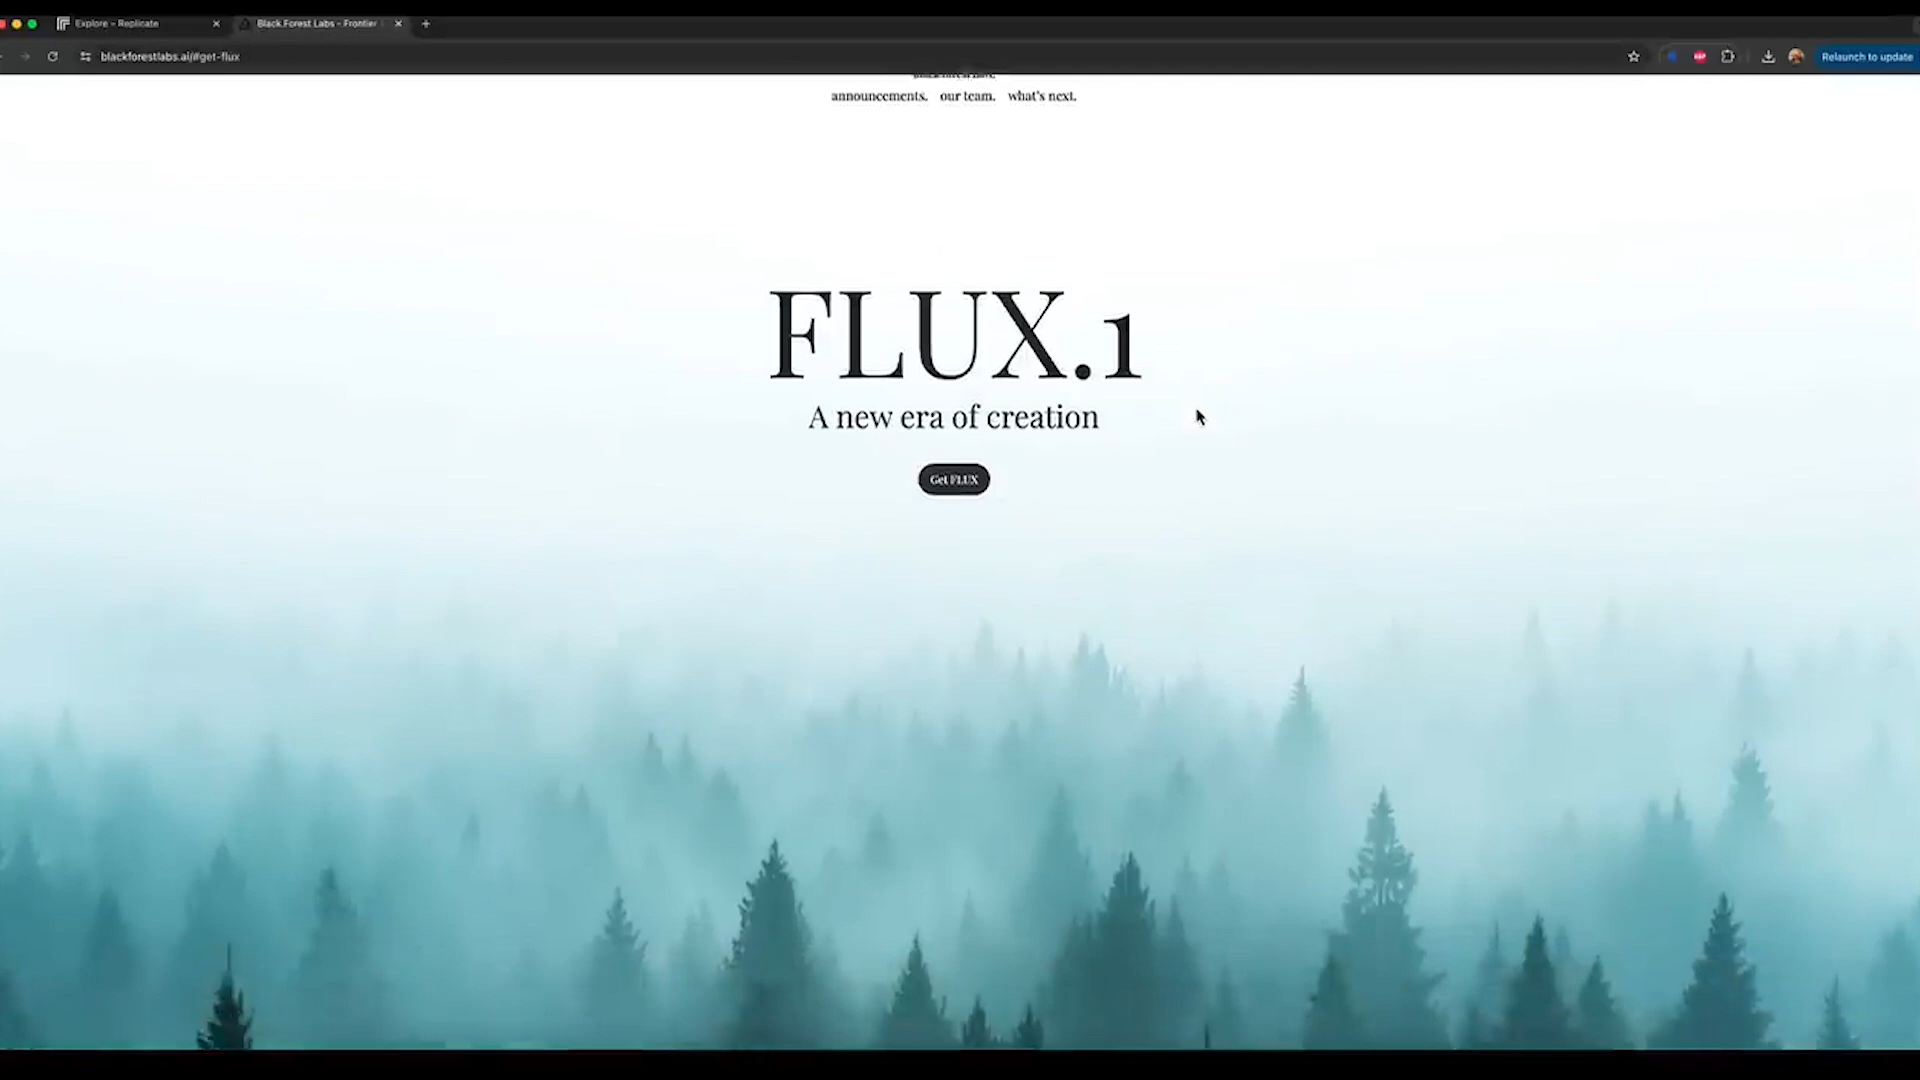 Explore – Replicate
Black Forest Labs - Frontier
blackforestlabs.ai/#get-flux
Relaunch to update
announcements. our team. what's next.
FLUX.1
A new era of creation
Get FLUX